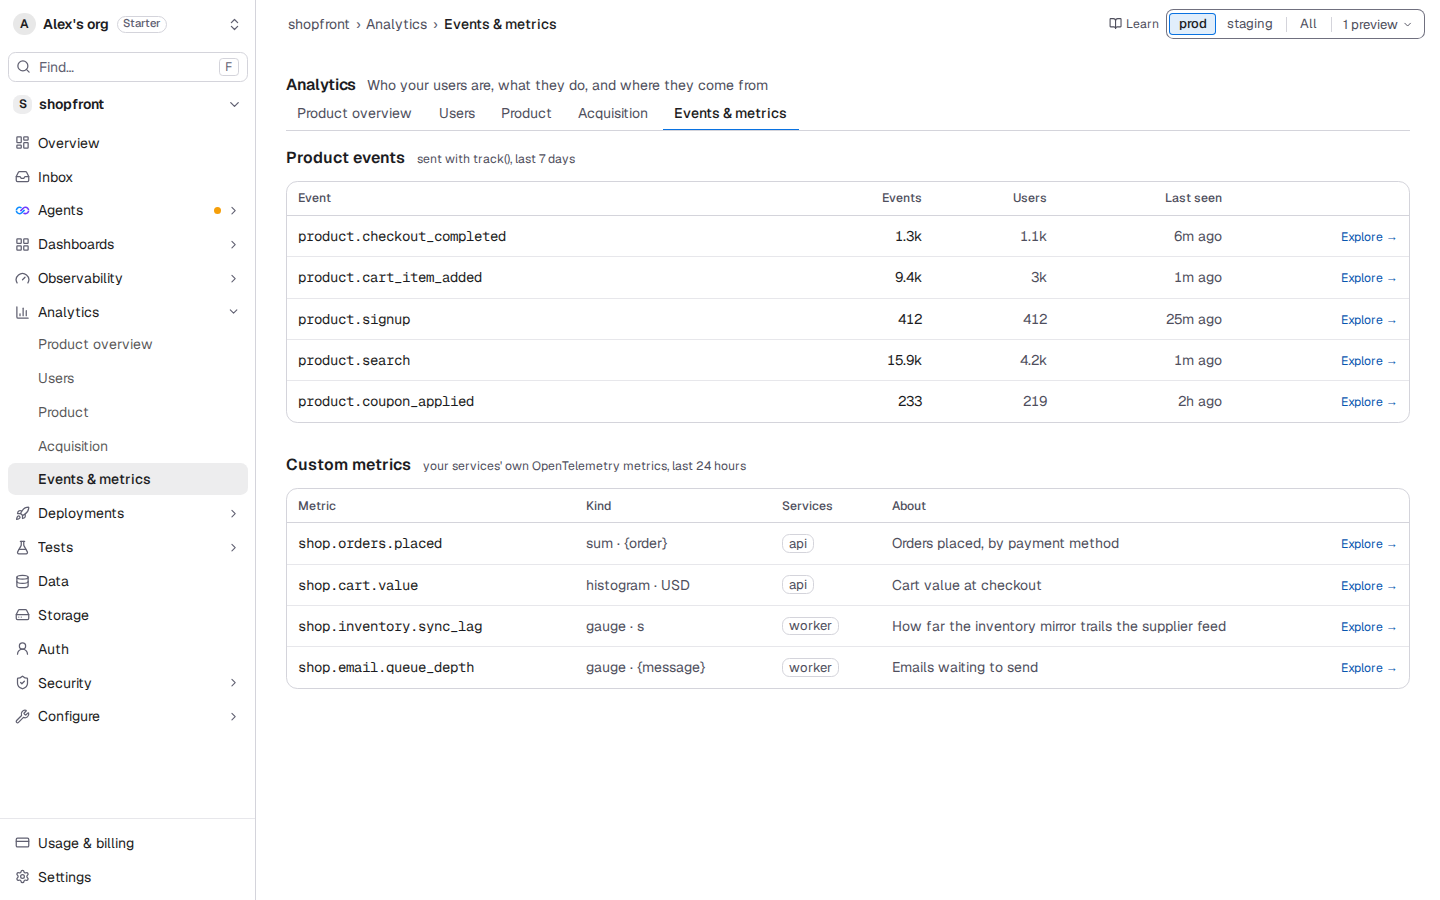 A Alex's org Starter
Find... F
S shopfront
Overview
Inbox
Agents
Dashboards
Observability
Analytics
Product overview
Users
Product
Acquisition
Events & metrics
Deployments
Tests
Data
Storage
Auth
Security
Configure
Usage & billing
Settings
shopfront › Analytics › Events & metrics
Learn prod staging All 1 preview
Analytics Who your users are, what they do, and where they come from
Product overview Users Product Acquisition Events & metrics
Product events sent with track(), last 7 days
Event Events Users Last seen
product.checkout_completed 1.3k 1.1k 6m ago Explore →
product.cart_item_added 9.4k 3k 1m ago Explore →
product.signup 412 412 25m ago Explore →
product.search 15.9k 4.2k 1m ago Explore →
product.coupon_applied 233 219 2h ago Explore →
Custom metrics your services' own OpenTelemetry metrics, last 24 hours
Metric Kind Services About
shop.orders.placed sum · {order} api Orders placed, by payment method Explore →
shop.cart.value histogram · USD api Cart value at checkout Explore →
shop.inventory.sync_lag gauge · s worker How far the inventory mirror trails the supplier feed Explore →
shop.email.queue_depth gauge · {message} worker Emails waiting to send Explore →